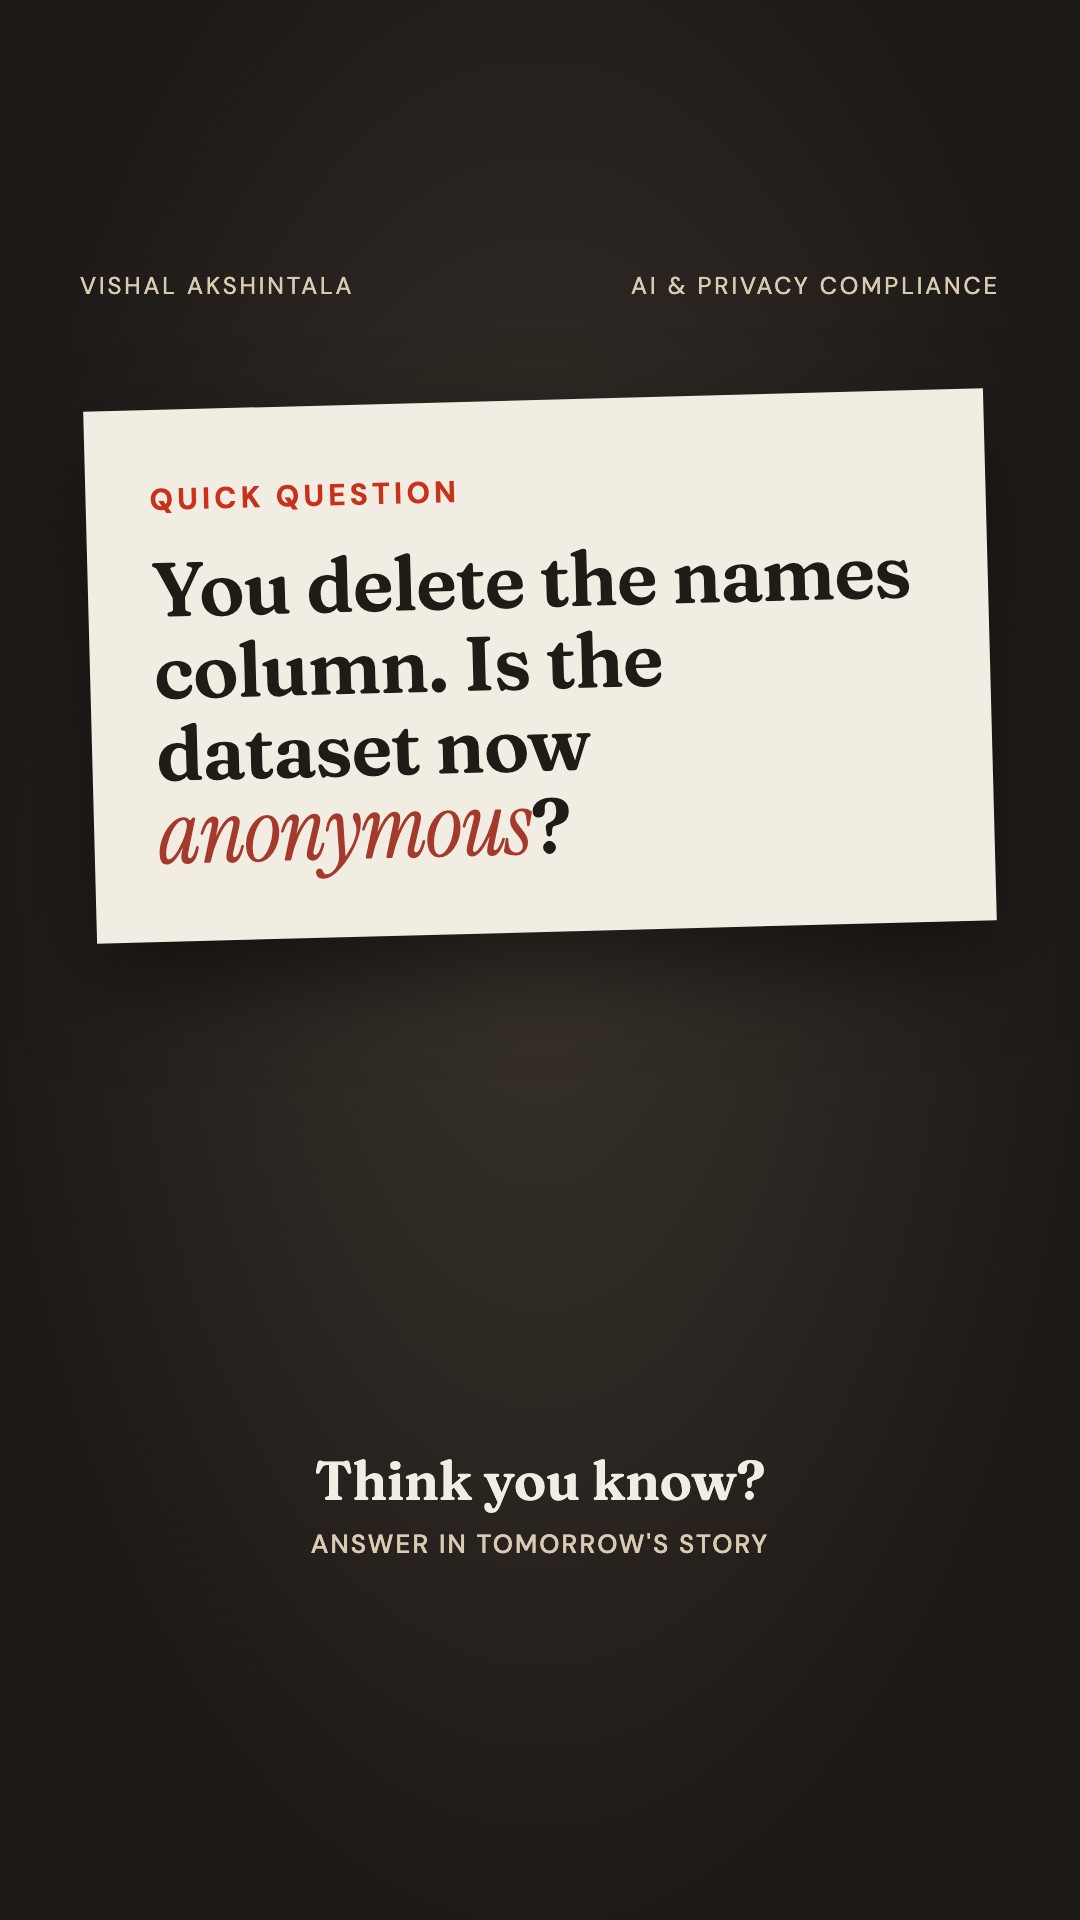 VISHAL AKSHINTALA
AI & PRIVACY COMPLIANCE
QUICK QUESTION
You delete the names
column. Is the
dataset now
anonymous?
Think you know?
ANSWER IN TOMORROW'S STORY